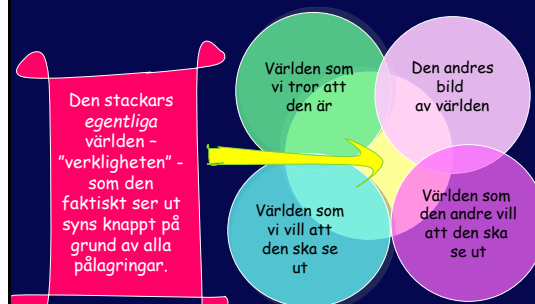 Den stackars
egentliga
världen –
”verkligheten” -
som den
faktiskt ser ut
syns knappt på
grund av alla
pålagringar.
Världen som
vi tror att
den är
Den andres
bild
av världen
Världen som
vi vill att
den ska se
ut
Världen som
den andre vill
att den ska
se ut